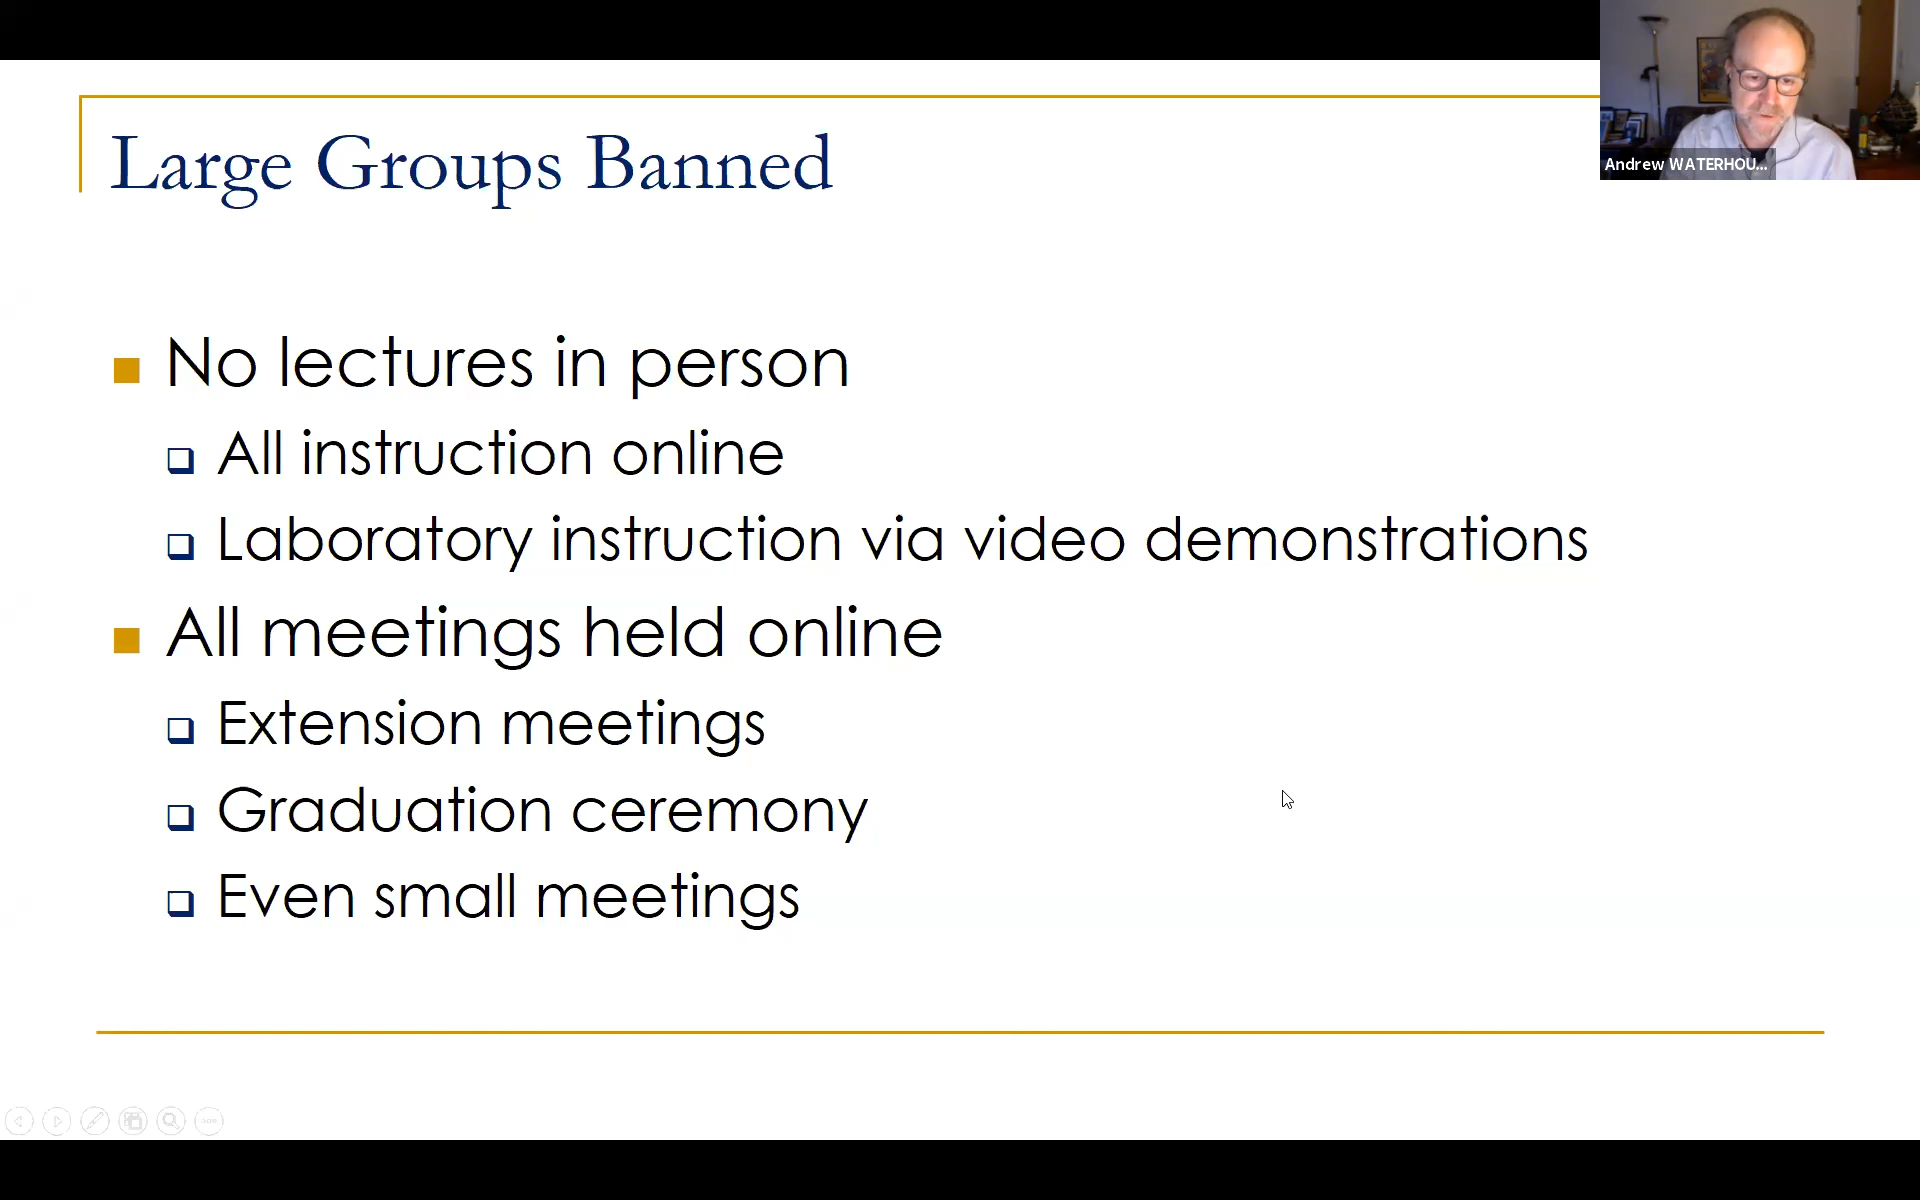 Large Groups Banned
Andrew WATERHOU...
No lectures in person
All instruction online
Laboratory instruction via video demonstrations
All meetings held online
Extension meetings
Graduation ceremony
Even small meetings